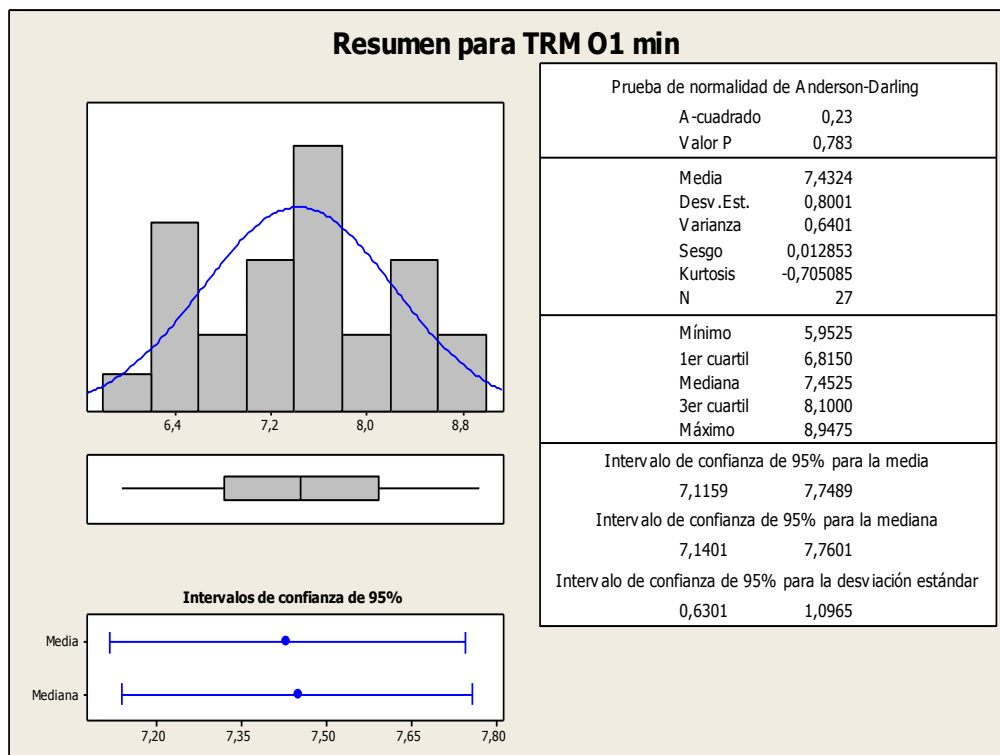 Resumen para TRM O1 min
6,4 7,2 8,0 8,8
Intervalos de confianza de 95%
Media
Mediana
7,20 7,35 7,50 7,65 7,80
Prueba de normalidad de Anderson-Darling
A-cuadrado 0,23
Valor P 0,783
Media 7,4324
Desv.Est. 0,8001
Varianza 0,6401
Sesgo 0,012853
Kurtosis -0,705085
N 27
Mínimo 5,9525
1er cuartil 6,8150
Mediana 7,4525
3er cuartil 8,1000
Máximo 8,9475
Intervalo de confianza de 95% para la media
7,1159 7,7489
Intervalo de confianza de 95% para la mediana
7,1401 7,7601
Intervalo de confianza de 95% para la desviación estándar
0,6301 1,0965